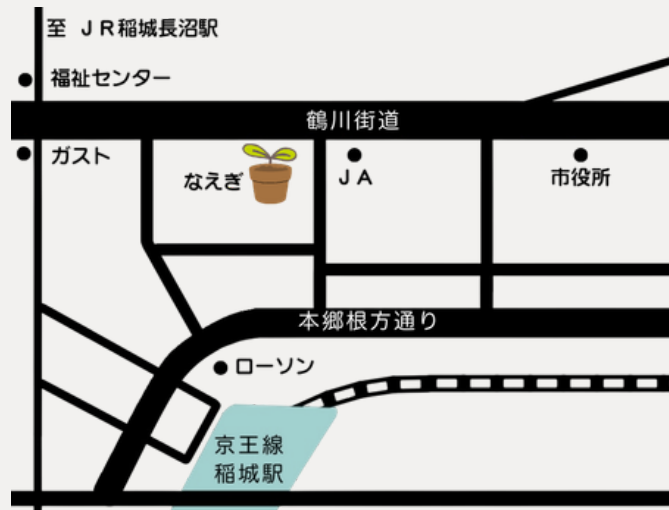 至 JR稲城長沼駅
福祉センター
鶴川街道
ガスト
なえぎ
JA
市役所
本郷根方通り
ローソン
京王線
稲城駅